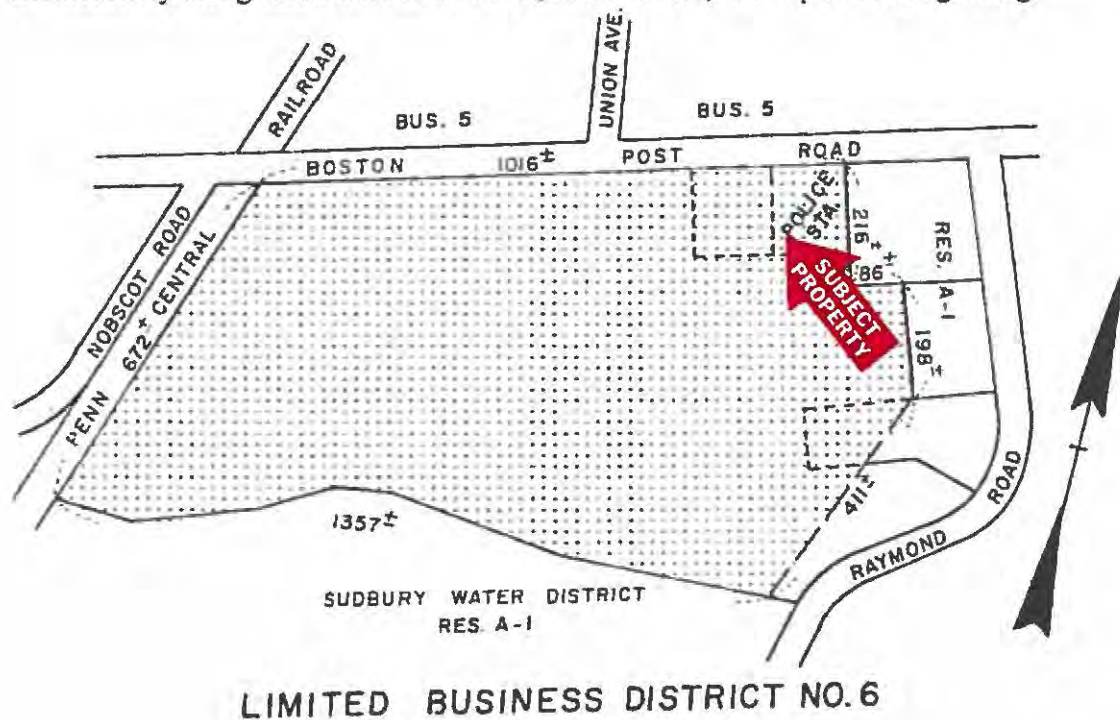 RAILROAD
UNION AVE.
BUS. 5
BUS. 5
BOSTON 1016± POST ROAD
NOBSCOT ROAD
PENN CENTRAL
672±
POLICE STA.
216±
86±
RES. A-1
SUBJECT
PROPERTY
198±
411±
1357±
RAYMOND ROAD
SUDBURY WATER DISTRICT
RES. A-1
LIMITED BUSINESS DISTRICT NO. 6